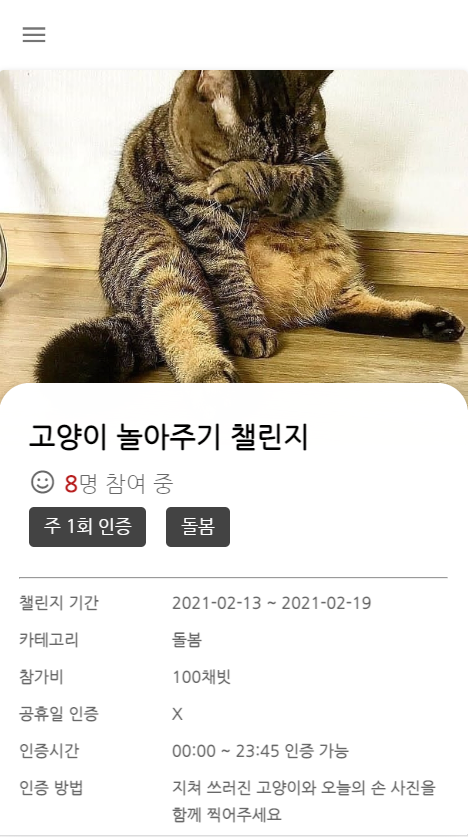 고양이 놀아주기 챌린지
8명 참여 중
주 1회 인증 돌봄
챌린지 기간 2021-02-13 ~ 2021-02-19
카테고리 돌봄
참가비 100채빗
공휴일 인증 X
인증시간 00:00 ~ 23:45 인증 가능
인증 방법 지쳐 쓰러진 고양이와 오늘의 손 사진을
함께 찍어주세요